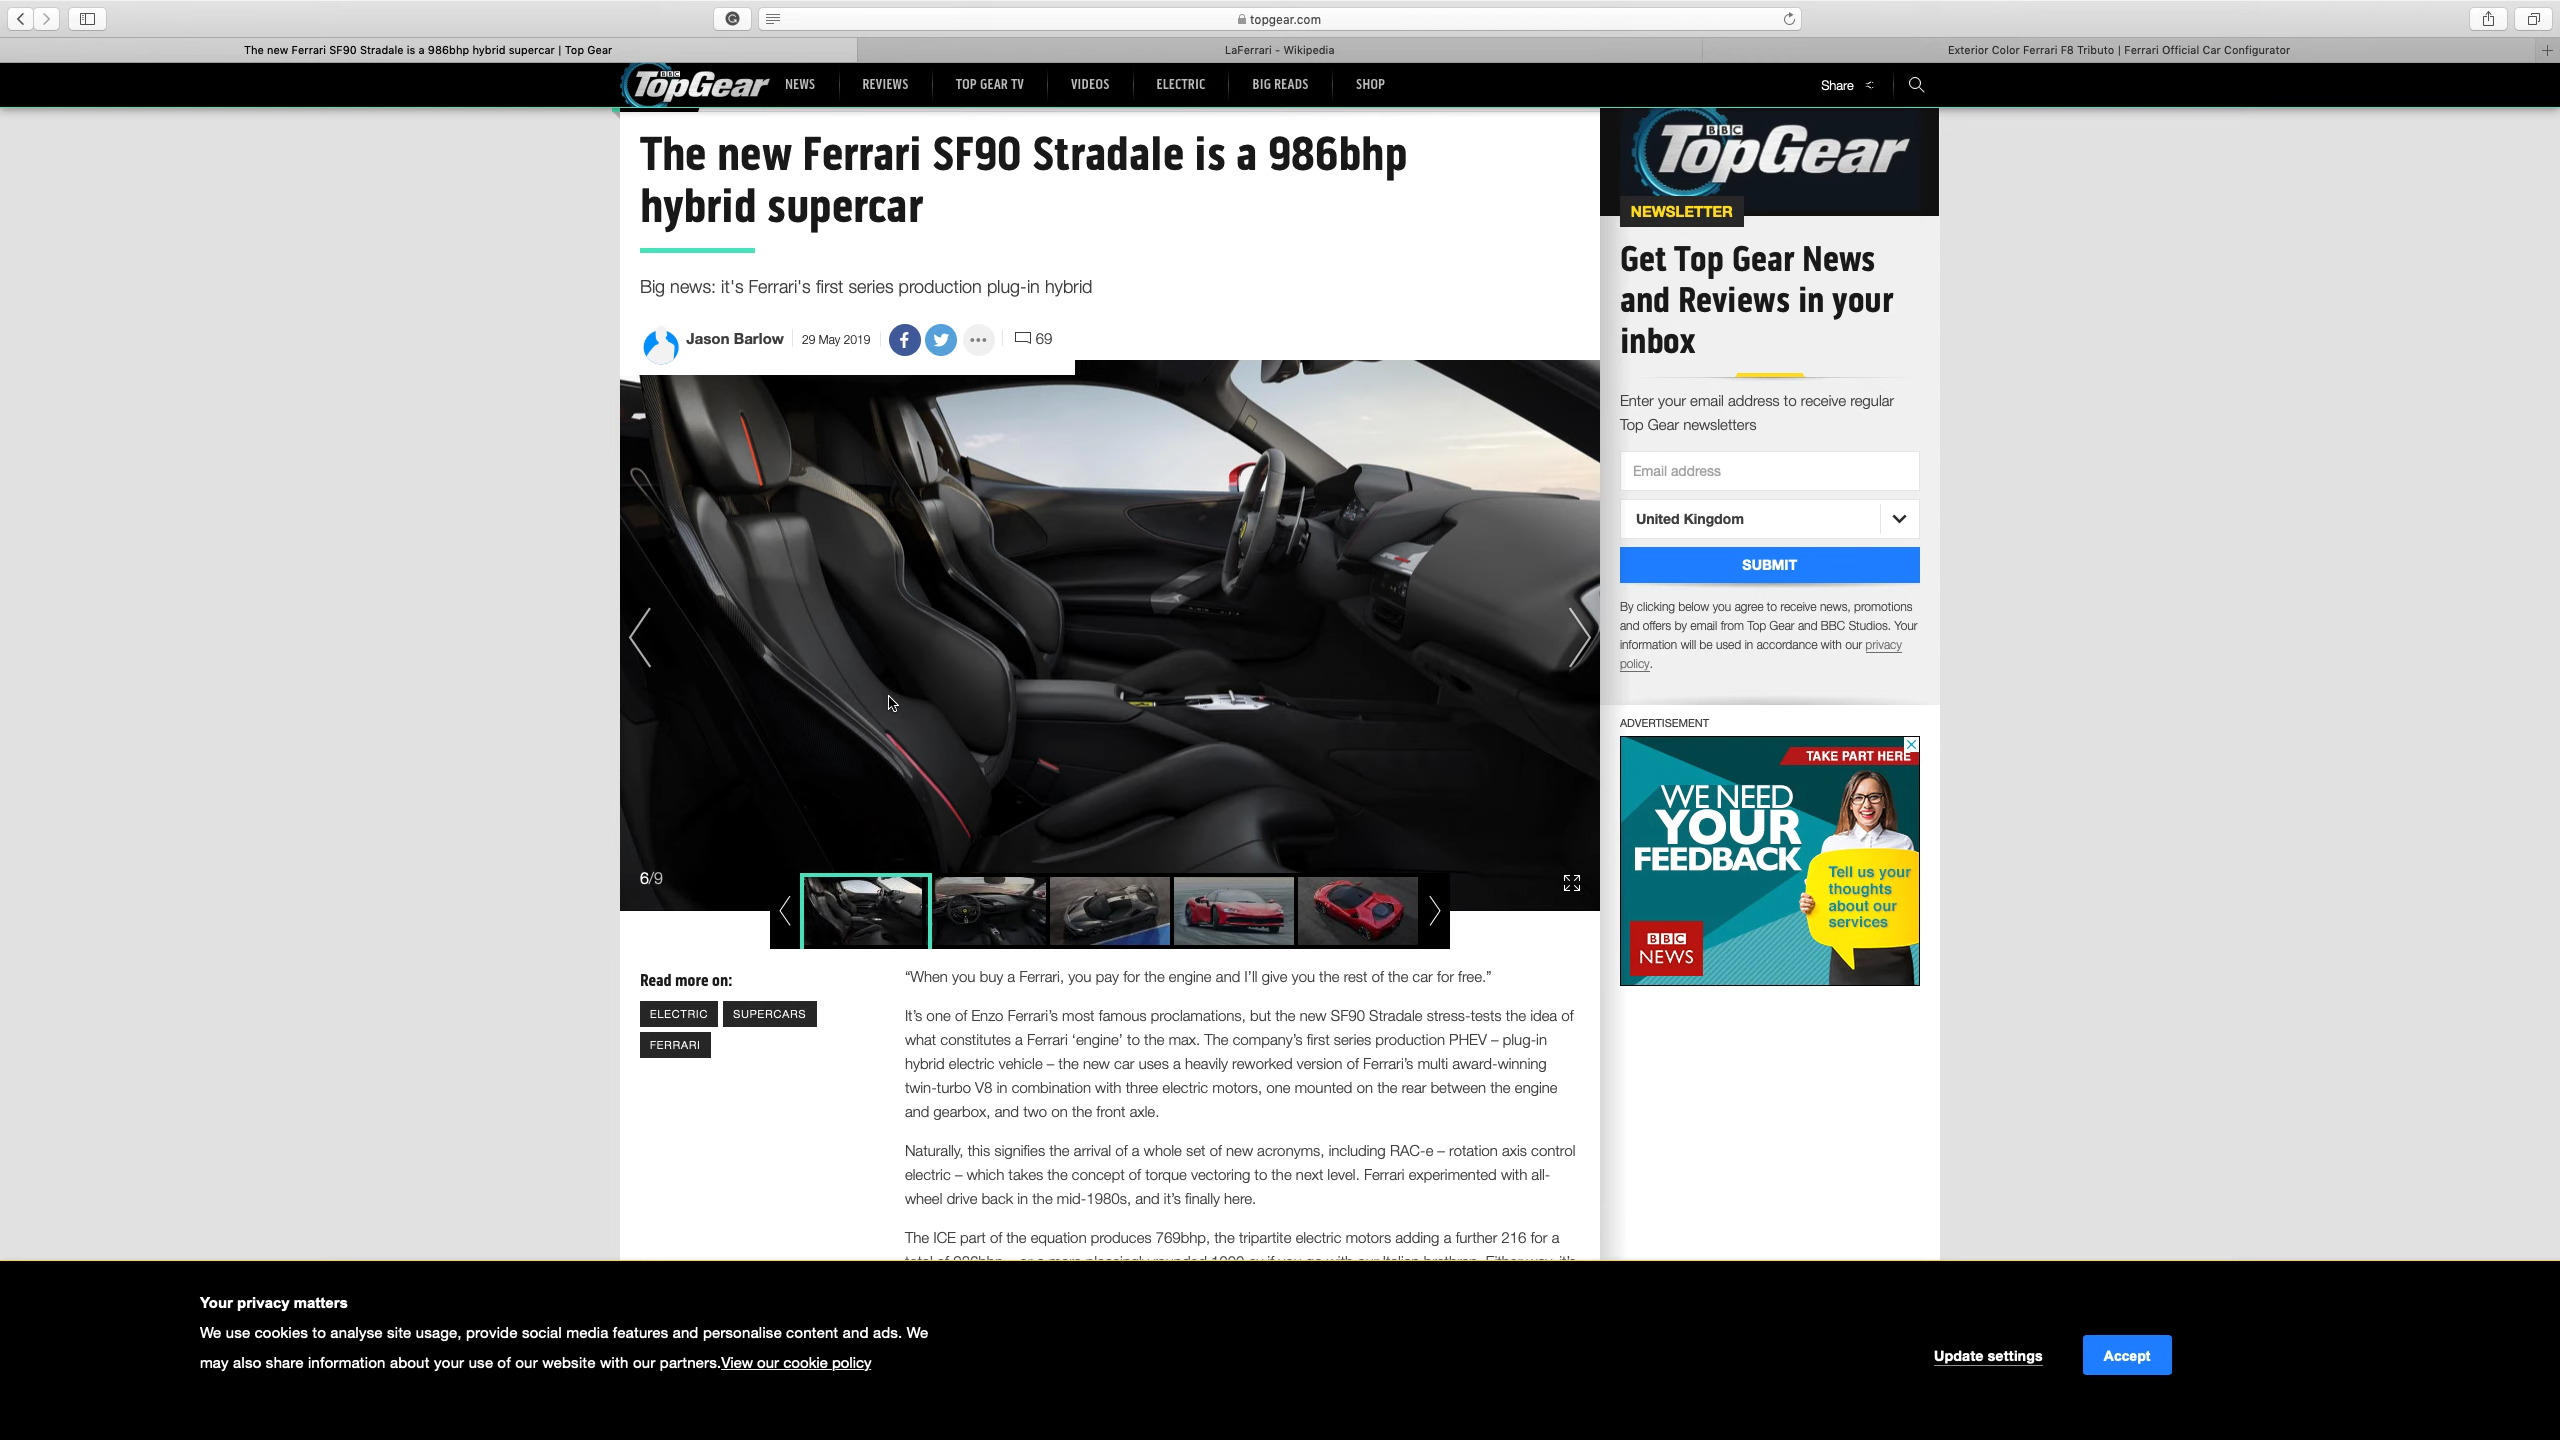 topgear.com
The new Ferrari SF90 Stradale is a 986bhp hybrid supercar | Top Gear
LaFerrari - Wikipedia
Exterior Color Ferrari F8 Tributo | Ferrari Official Car Configurator
BBC
TopGear
NEWS
REVIEWS
TOP GEAR TV
VIDEOS
ELECTRIC
BIG READS
SHOP
Share
The new Ferrari SF90 Stradale is a 986bhp
hybrid supercar
Big news: it's Ferrari's first series production plug-in hybrid
Jason Barlow
29 May 2019
69
6/9
Read more on:
ELECTRIC
SUPERCARS
FERRARI
“When you buy a Ferrari, you pay for the engine and I’ll give you the rest of the car for free.”
It’s one of Enzo Ferrari’s most famous proclamations, but the new SF90 Stradale stress-tests the idea of
what constitutes a Ferrari ‘engine’ to the max. The company’s first series production PHEV – plug-in
hybrid electric vehicle – the new car uses a heavily reworked version of Ferrari’s multi award-winning
twin-turbo V8 in combination with three electric motors, one mounted on the rear between the engine
and gearbox, and two on the front axle.
Naturally, this signifies the arrival of a whole set of new acronyms, including RAC-e – rotation axis control
electric – which takes the concept of torque vectoring to the next level. Ferrari experimented with all-
wheel drive back in the mid-1980s, and it’s finally here.
The ICE part of the equation produces 769bhp, the tripartite electric motors adding a further 216 for a
BBC
TopGear
NEWSLETTER
Get Top Gear News
and Reviews in your
inbox
Enter your email address to receive regular
Top Gear newsletters
Email address
United Kingdom
SUBMIT
By clicking below you agree to receive news, promotions
and offers by email from Top Gear and BBC Studios. Your
information will be used in accordance with our privacy
policy.
ADVERTISEMENT
TAKE PART HERE
WE NEED
YOUR
FEEDBACK
Tell us your
thoughts
about our
services
BBC
NEWS
Your privacy matters
We use cookies to analyse site usage, provide social media features and personalise content and ads. We
may also share information about your use of our website with our partners.View our cookie policy
Update settings
Accept